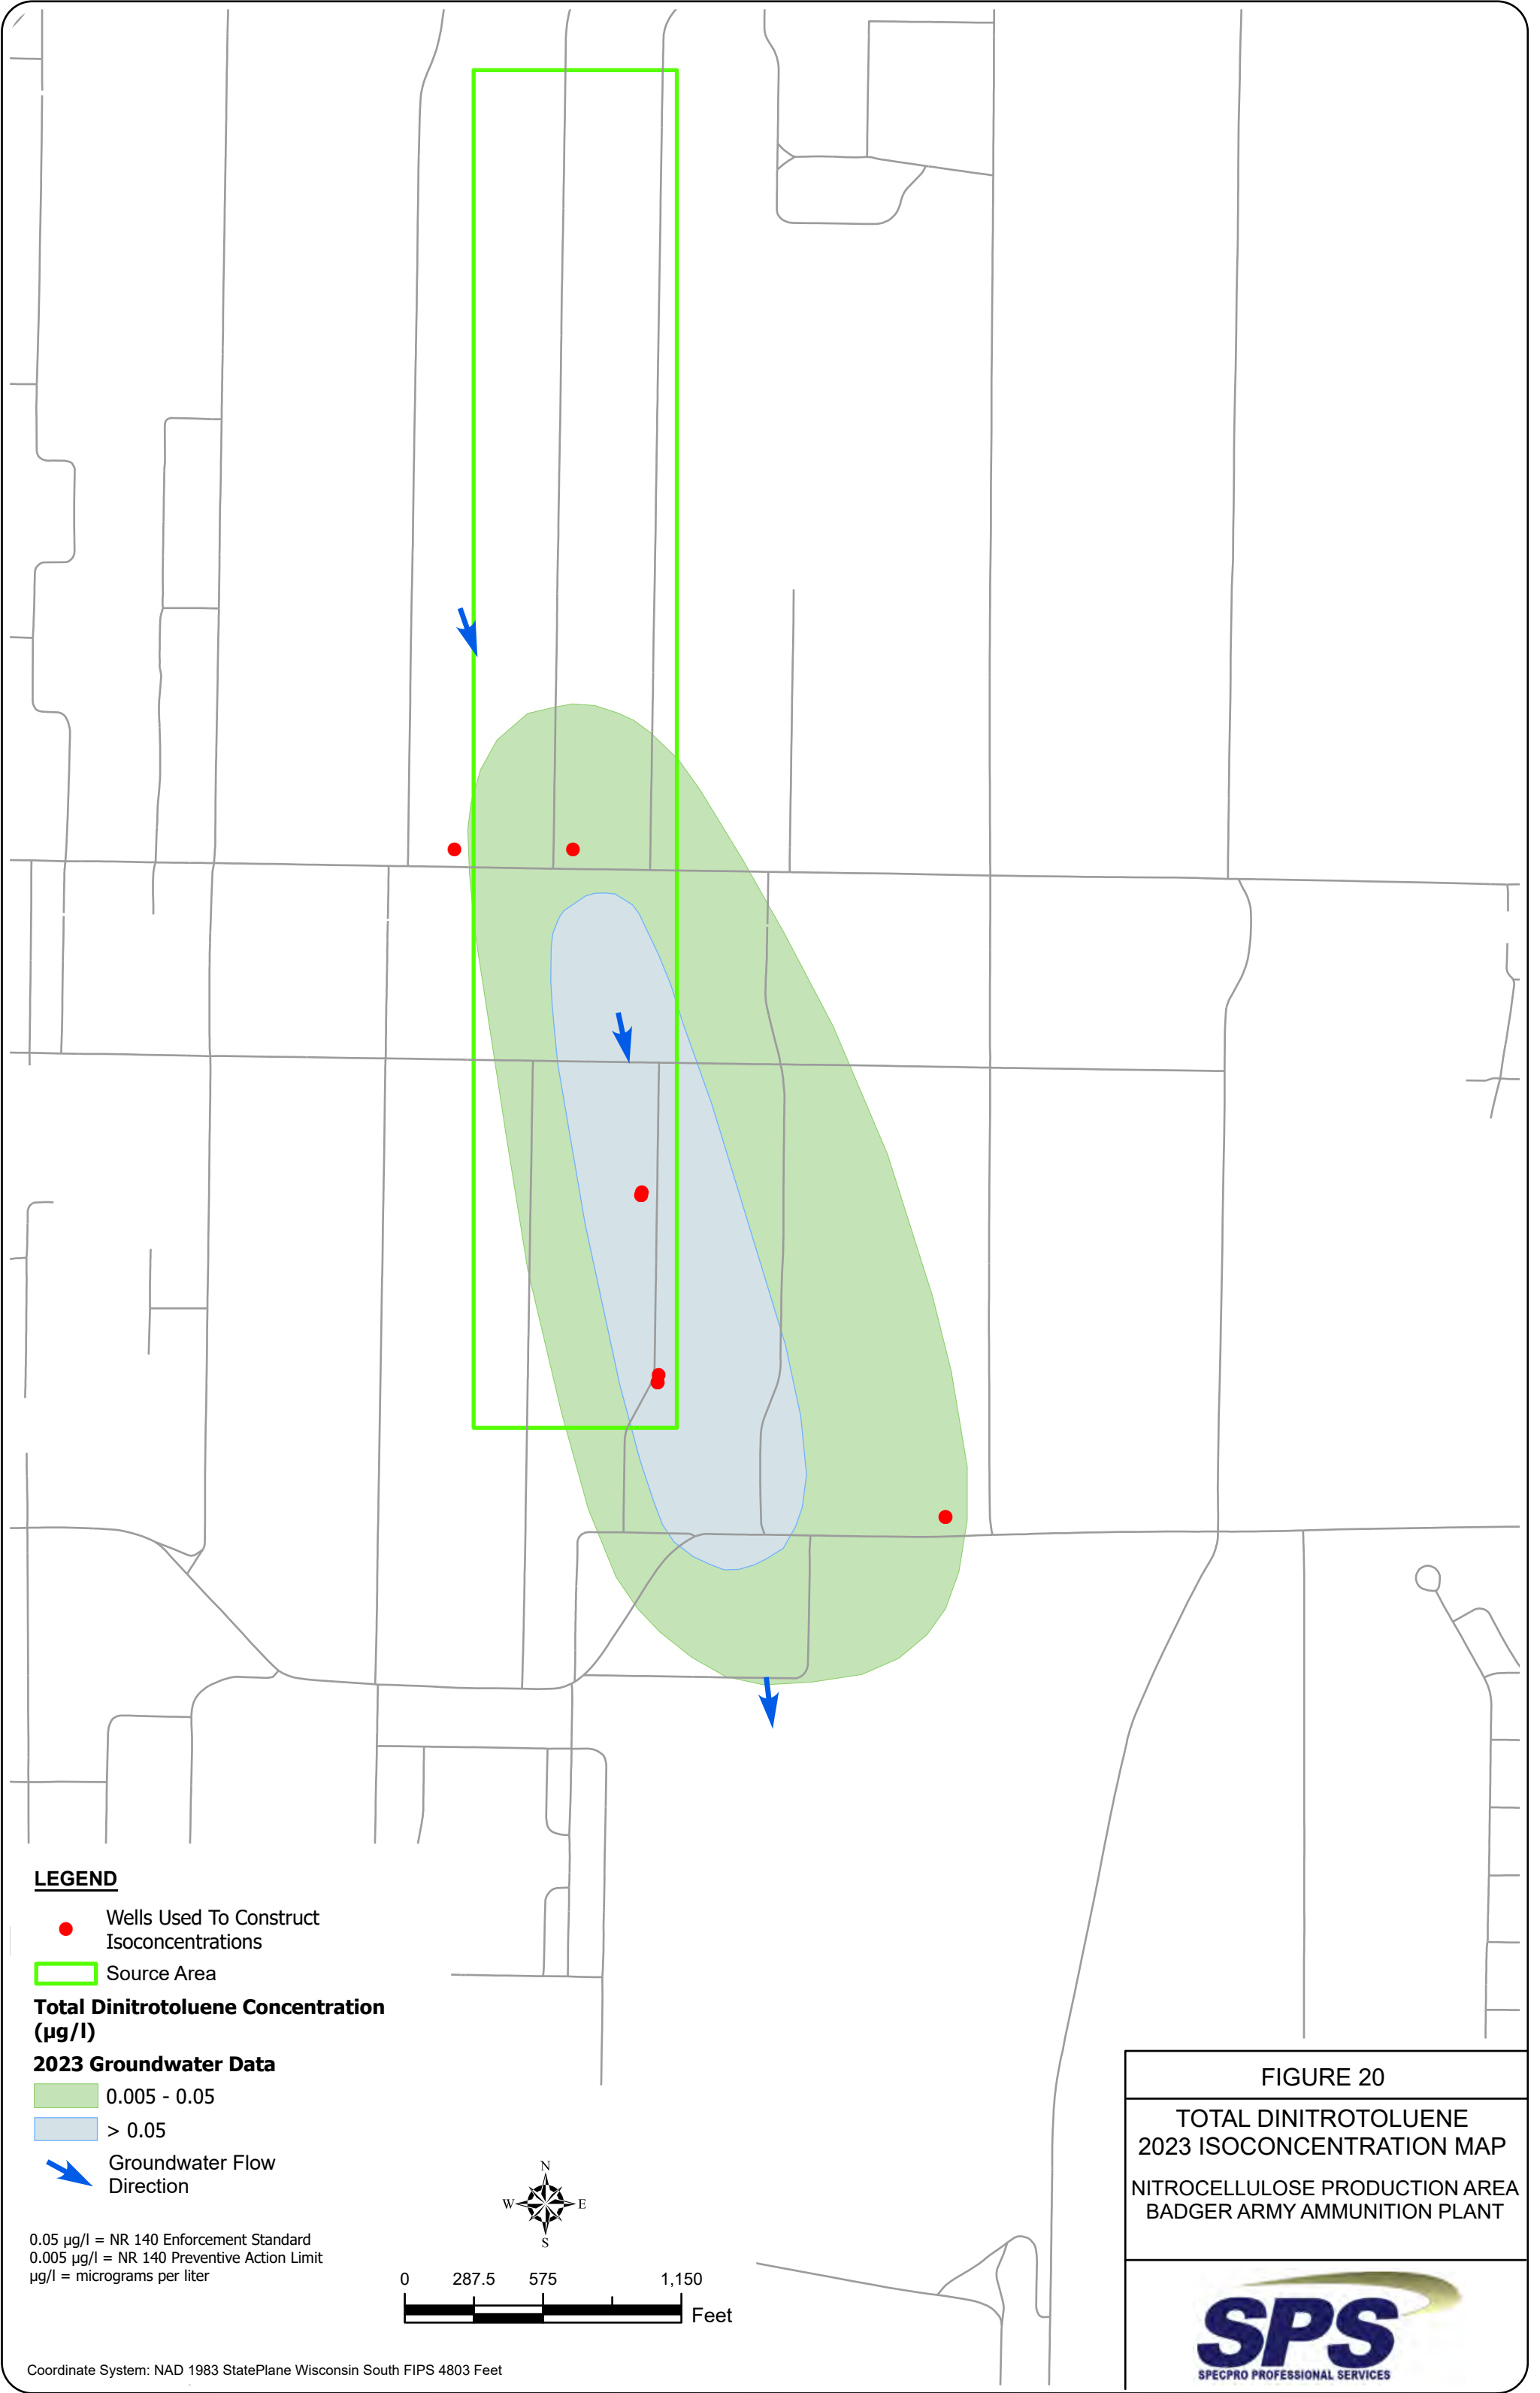 LEGEND
Wells Used To Construct
Isoconcentrations
Source Area
Total Dinitrotoluene Concentration
(µg/l)
2023 Groundwater Data
0.005 - 0.05
> 0.05
Groundwater Flow
Direction
0.05 µg/l = NR 140 Enforcement Standard
0.005 µg/l = NR 140 Preventive Action Limit
µg/l = micrograms per liter
N
W E
S
0 287.5 575 1,150
Feet
Coordinate System: NAD 1983 StatePlane Wisconsin South FIPS 4803 Feet
FIGURE 20
TOTAL DINITROTOLUENE
2023 ISOCONCENTRATION MAP
NITROCELLULOSE PRODUCTION AREA
BADGER ARMY AMMUNITION PLANT
SPS
SPECPRO PROFESSIONAL SERVICES